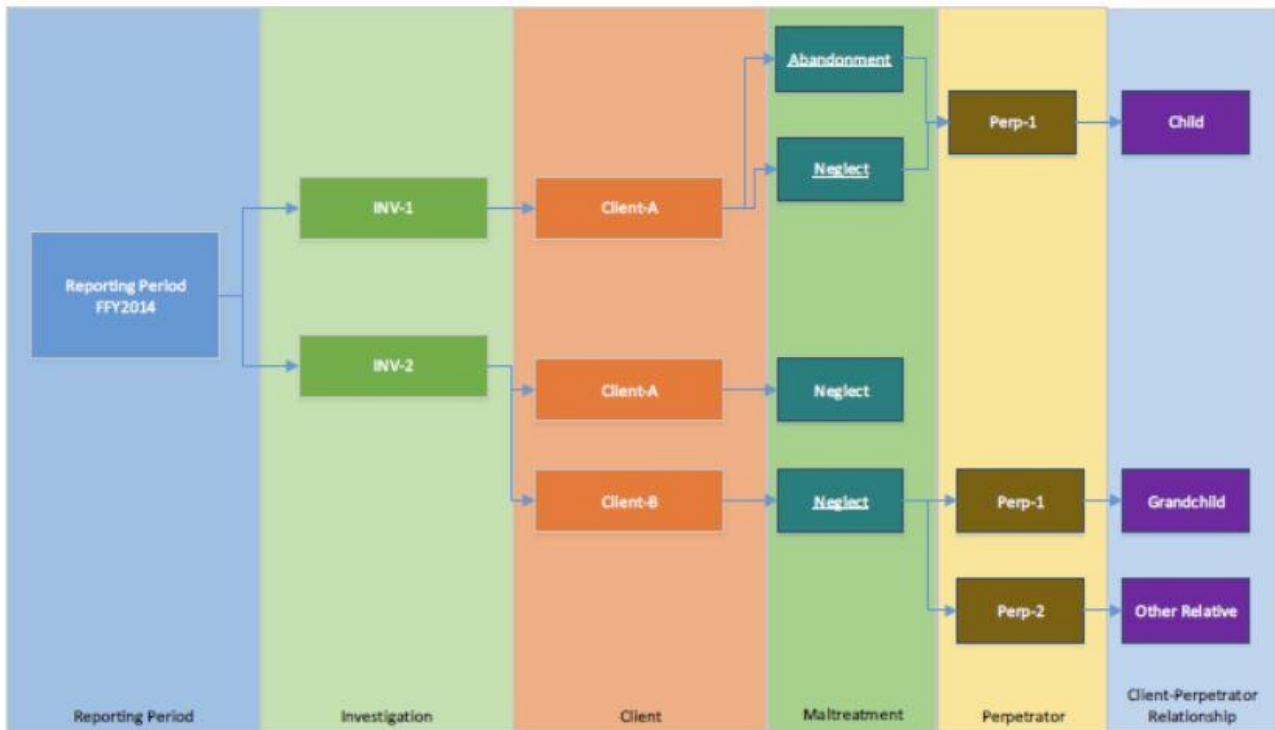 Abandonment
Perp-1
Child
Neglect
INV-1
Client-A
Reporting Period
FFY2014
INV-2
Client-A
Neglect
Client-B
Neglect
Perp-1
Grandchild
Perp-2
Other Relative
Reporting Period
Investigation
Client
Maltreatment
Perpetrator
Client-Perpetrator
Relationship